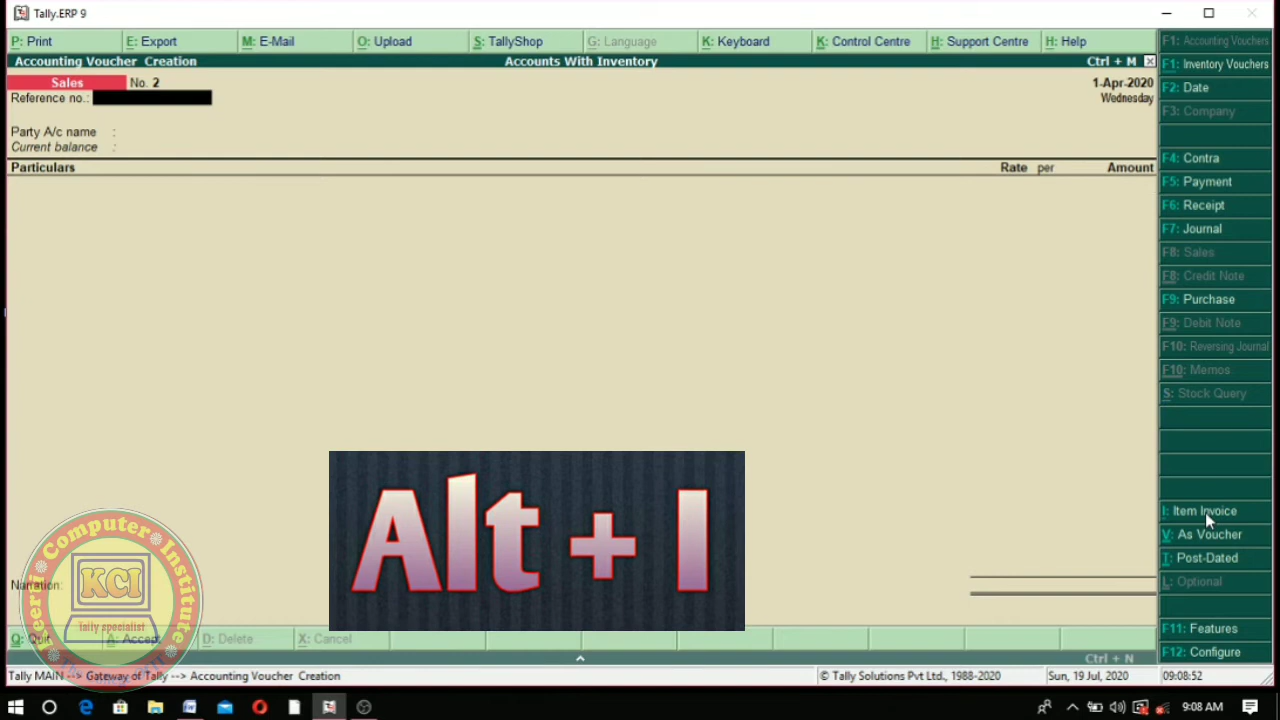 Tally.ERP 9
P: Print E: Export M: E-Mail O: Upload S: TallyShop G: Language K: Keyboard K: Control Centre H: Support Centre H: Help
Accounting Voucher Creation Accounts With Inventory Ctrl + M
Sales No. 2 1-Apr-2020
Reference no.: Wednesday
Party A/c name :
Current balance :
Particulars Rate per Amount
F1: Accounting Vouchers
F1: Inventory Vouchers
F2: Date
F3: Company
F4: Contra
F5: Payment
F6: Receipt
F7: Journal
F8: Sales
F8: Credit Note
F9: Purchase
F9: Debit Note
F10: Reversing Journal
F10: Memos
S: Stock Query
I: Item Invoice
V: As Voucher
T: Post-Dated
L: Optional
F11: Features
F12: Configure
Alt + I
Computer Institute
KCI
Tally specialist
Narration:
Q: Quit A: Accept D: Delete X: Cancel
Ctrl + N
Tally MAIN --> Gateway of Tally --> Accounting Voucher Creation © Tally Solutions Pvt Ltd., 1988-2020 Sun, 19 Jul, 2020 09:08:52
9:08 AM